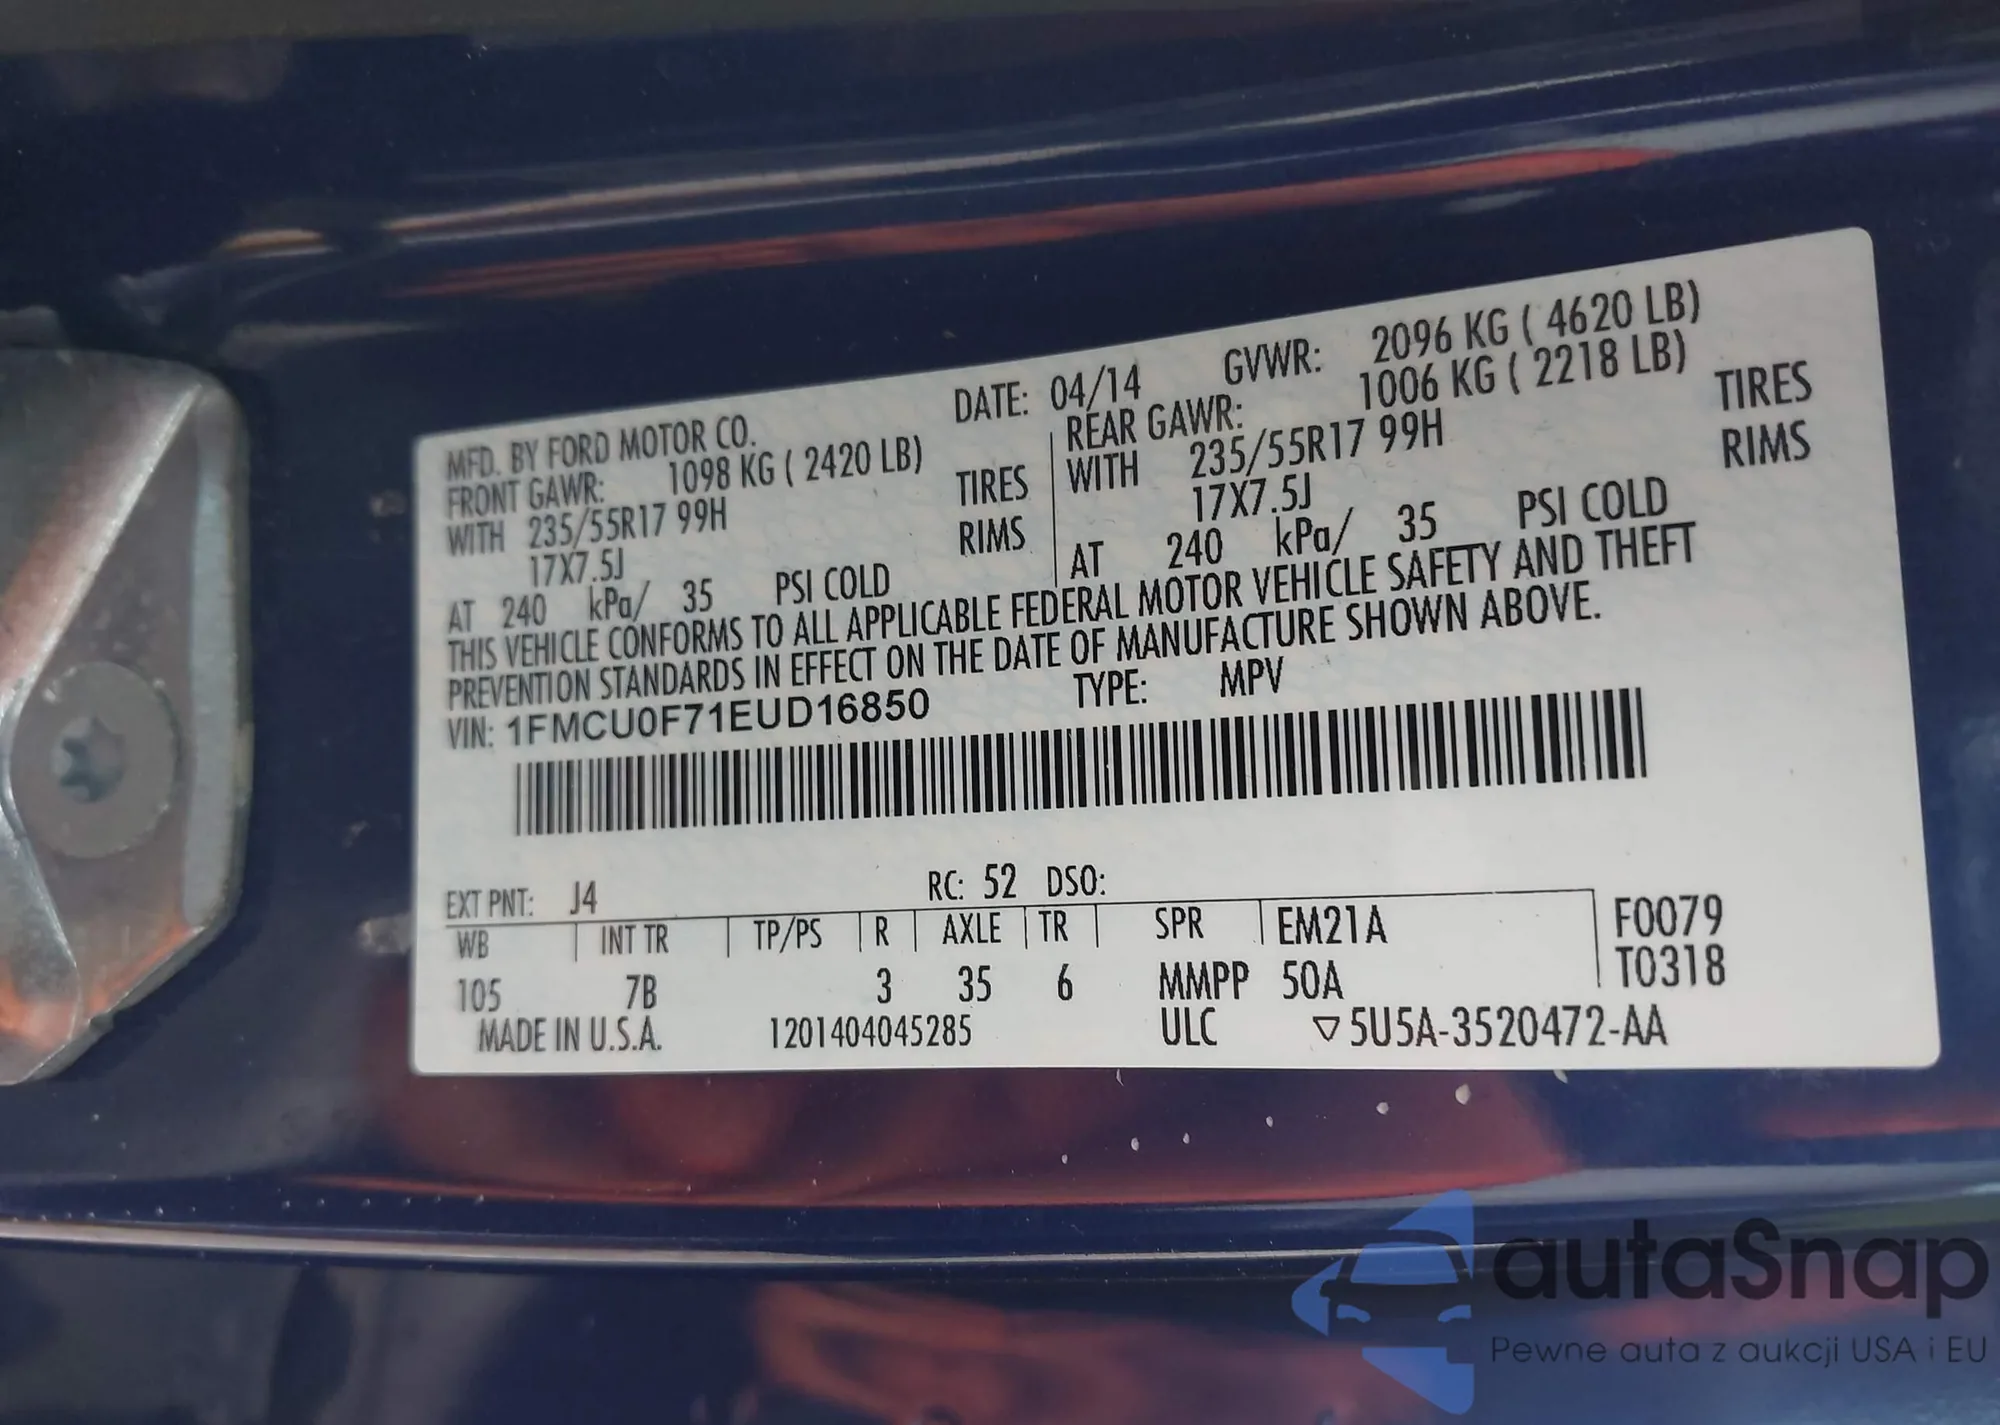 MFD. BY FORD MOTOR CO. DATE: 04/14 GVWR: 2096 KG ( 4620 LB)
FRONT GAWR: 1098 KG ( 2420 LB)
WITH 235/55R17 99H TIRES
17X7.5J RIMS
AT 240 kPa/ 35 PSI COLD
REAR GAWR: 1006 KG ( 2218 LB)
WITH 235/55R17 99H TIRES
17X7.5J RIMS
AT 240 kPa/ 35 PSI COLD
THIS VEHICLE CONFORMS TO ALL APPLICABLE FEDERAL MOTOR VEHICLE SAFETY AND THEFT
PREVENTION STANDARDS IN EFFECT ON THE DATE OF MANUFACTURE SHOWN ABOVE.
VIN: 1FMCU0F71EUD16850 TYPE: MPV
EXT PNT: J4 RC: 52 DSO:
WB INT TR TP/PS R AXLE TR SPR EM21A F0079
105 7B 3 35 6 MMPP 50A T0318
MADE IN U.S.A. 1201404045285 ULC ▽5U5A-3520472-AA
autaSnap
Pewne auta z aukcji USA i EU